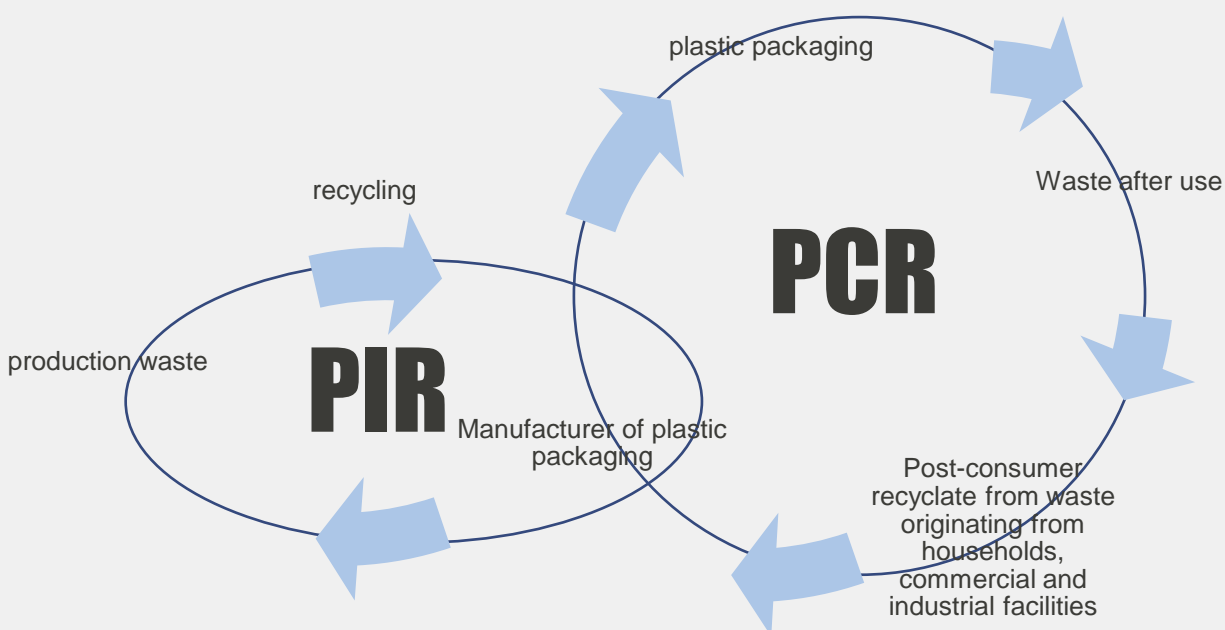 plastic packaging
Waste after use
recycling
PCR
production waste
PIR
Manufacturer of plastic
packaging
Post-consumer
recyclate from waste
originating from
households,
commercial and
industrial facilities